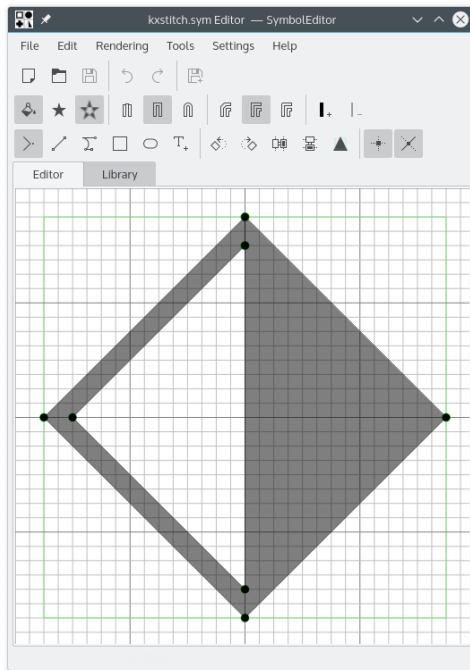 kxstitch.sym Editor — SymbolEditor
File Edit Rendering Tools Settings Help
Editor Library